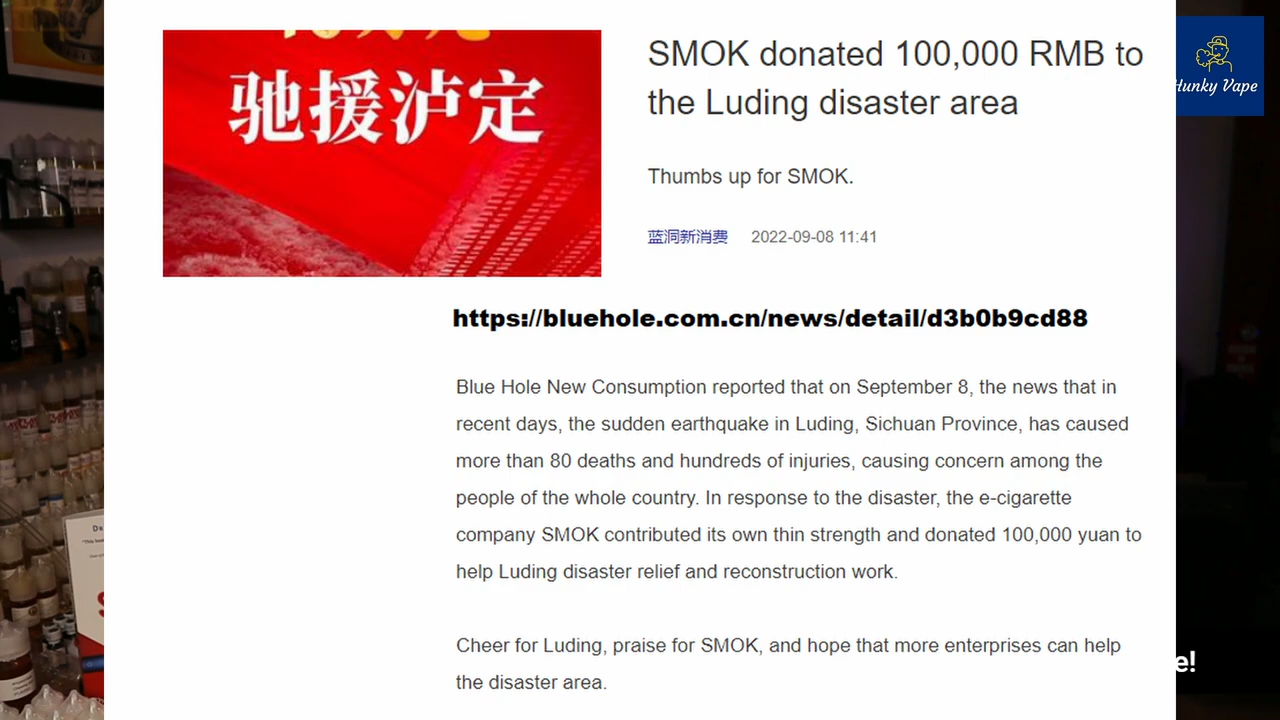 驰援泸定
SMOK donated 100,000 RMB to
the Luding disaster area
Thumbs up for SMOK.
蓝洞新消费 2022-09-08 11:41
Hunky Vape
https://bluehole.com.cn/news/detail/d3b0b9cd88
Blue Hole New Consumption reported that on September 8, the news that in
recent days, the sudden earthquake in Luding, Sichuan Province, has caused
more than 80 deaths and hundreds of injuries, causing concern among the
people of the whole country. In response to the disaster, the e-cigarette
company SMOK contributed its own thin strength and donated 100,000 yuan to
help Luding disaster relief and reconstruction work.
Cheer for Luding, praise for SMOK, and hope that more enterprises can help
the disaster area.
e!